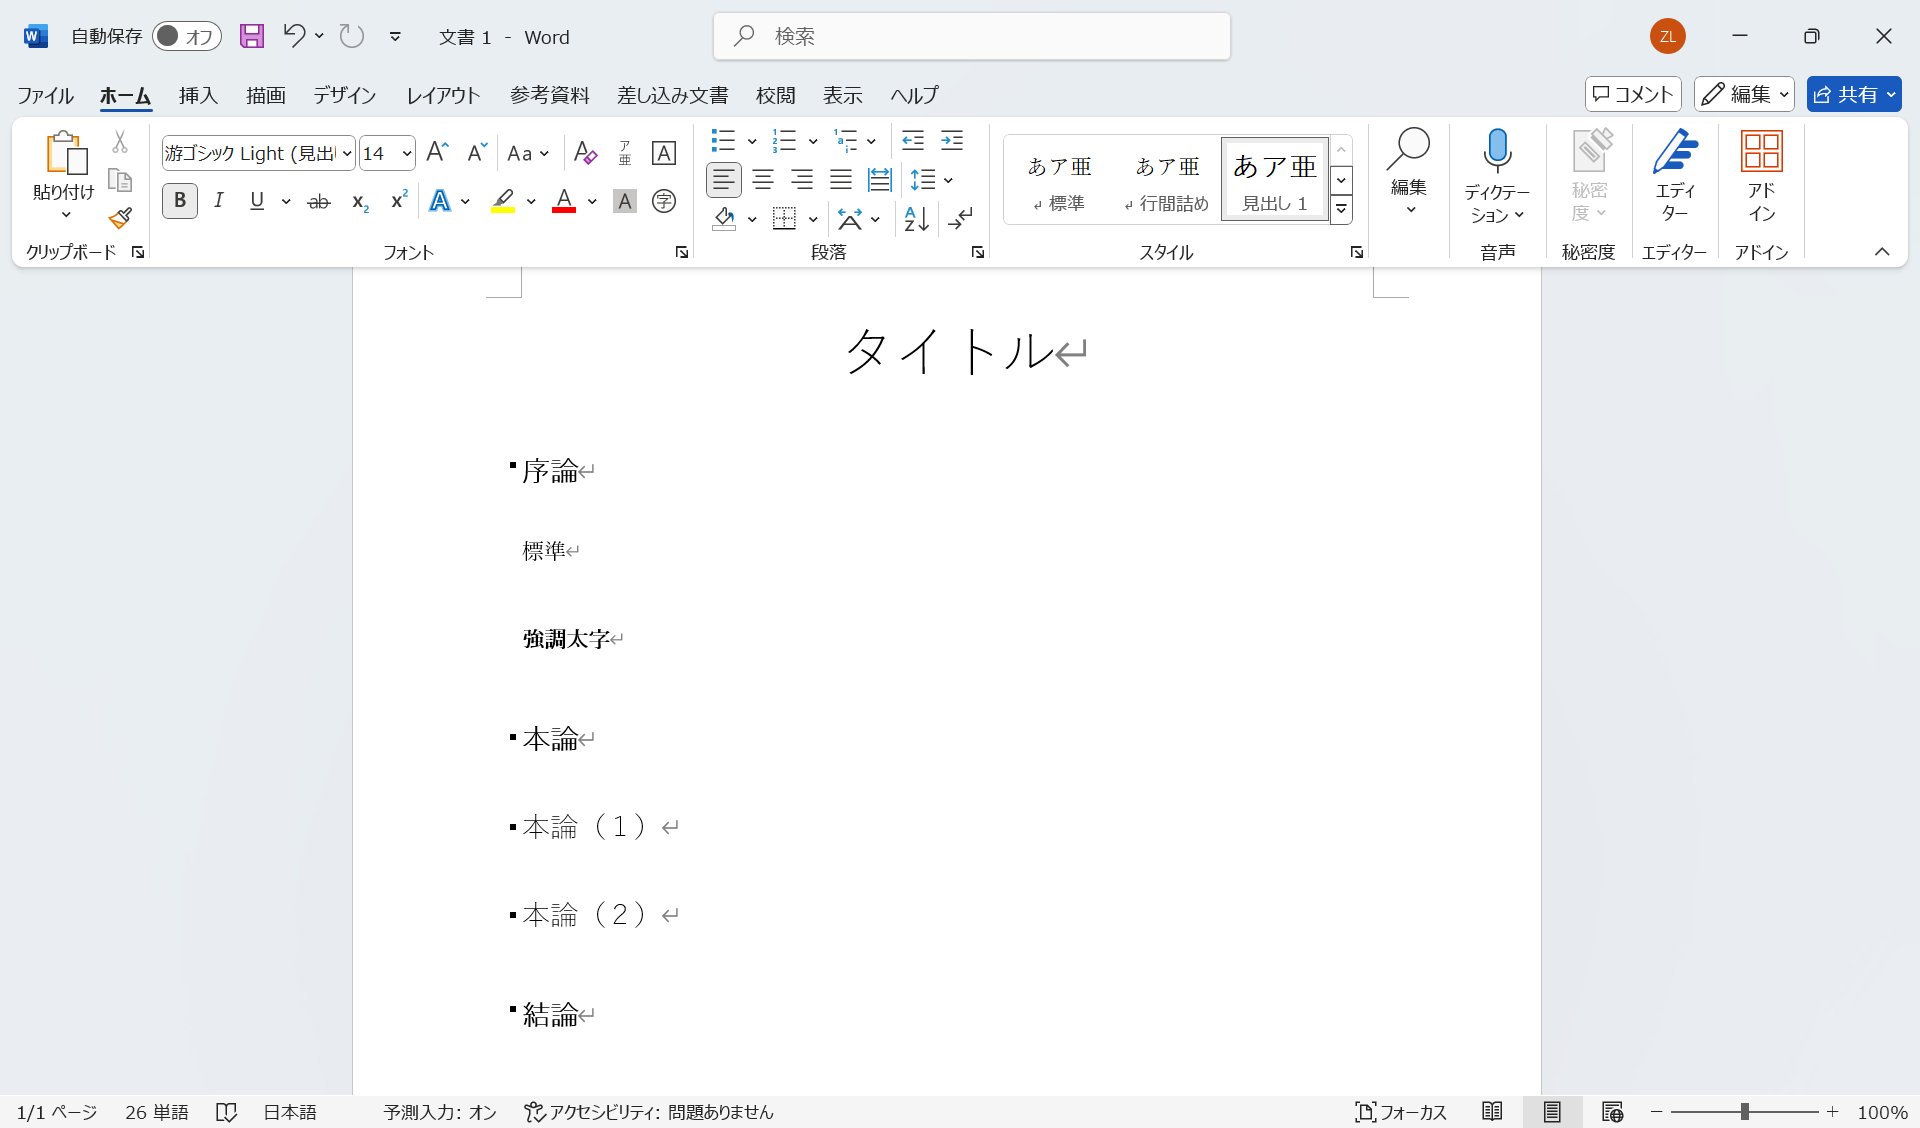 自動保存 オフ 文書 1 - Word 検索 ZL
ファイル ホーム 挿入 描画 デザイン レイアウト 参考資料 差し込み文書 校閲 表示 ヘルプ コメント 編集 共有
貼り付け
クリップボード
游ゴシック Light (見出 14 Aa
フォント
段落
あア亜 あア亜 あア亜
標準 行間詰め 見出し 1
スタイル
編集
ディクテー
ション
音声
秘密
度
秘密度
エディ
ター
エディター
アド
イン
アドイン
タイトル
序論
標準
強調太字
本論
本論（１）
本論（２）
結論
1/1 ページ 26 単語 日本語 予測入力: オン アクセシビリティ: 問題ありません フォーカス 100%